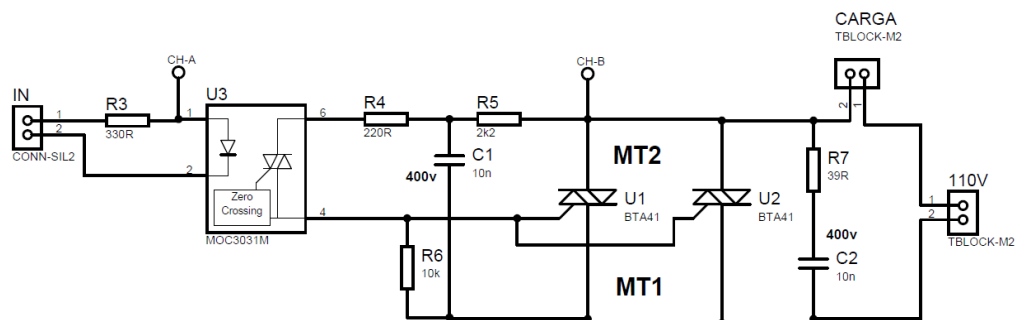 CARGA
TBLOCK-M2
CH-A
CH-B
IN
1
2
CONN-SIL2
R3
330R
U3
1
2
6
4
Zero
Crossing
MOC3031M
R4
220R
R5
2k2
C1
10n
400v
R6
10k
MT2
MT1
U1
BTA41
U2
BTA41
2
1
R7
39R
400v
C2
10n
110V
1
2
TBLOCK-M2